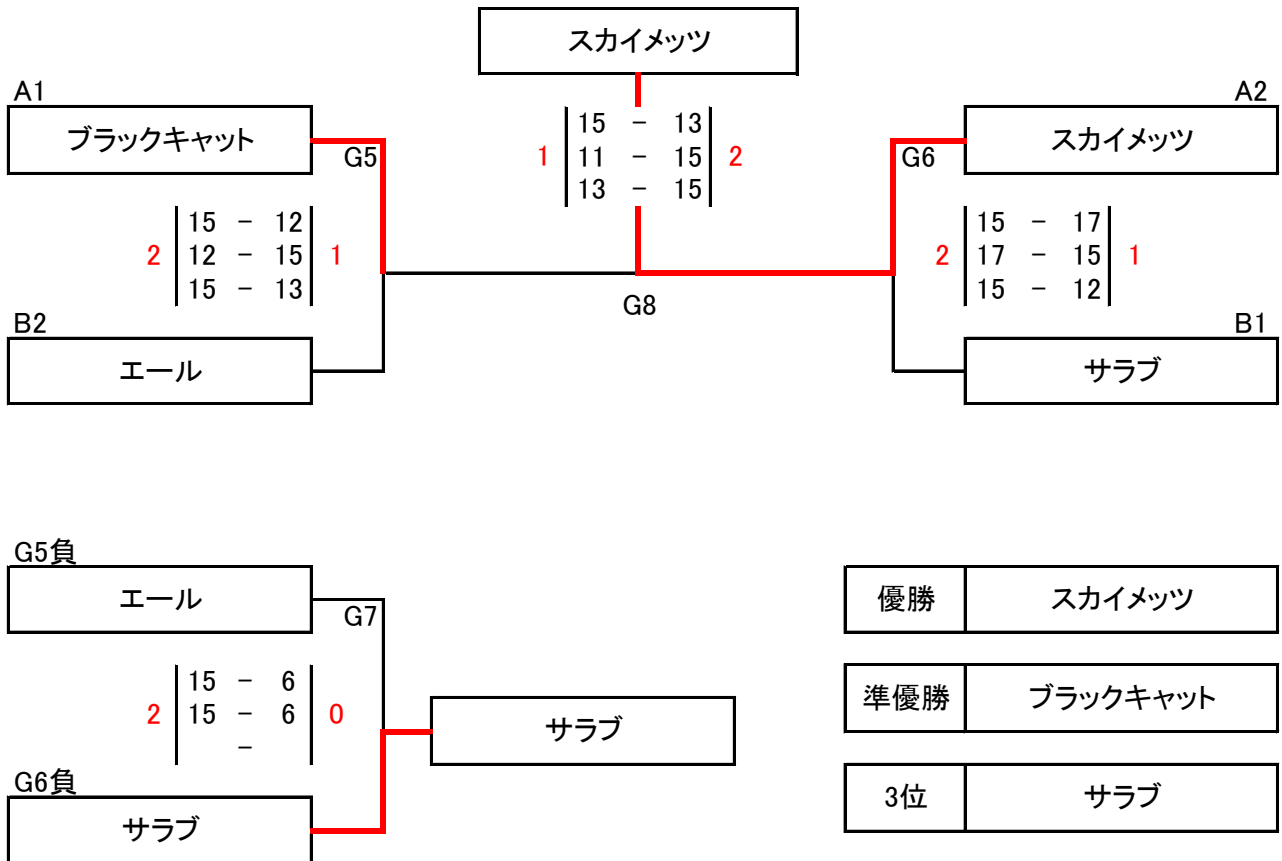 スカイメッツ
A1
ブラックキャット
G5
15 - 13
1 11 - 15 2
13 - 15
A2
スカイメッツ
G6
15 - 12
2 12 - 15 1
15 - 13
15 - 17
2 17 - 15 1
15 - 12
G8
B2
エール
B1
サラブ
G5負
エール
G7
15 - 6
2 15 - 6 0
-
G6負
サラブ
サラブ
優勝 スカイメッツ
準優勝 ブラックキャット
3位 サラブ